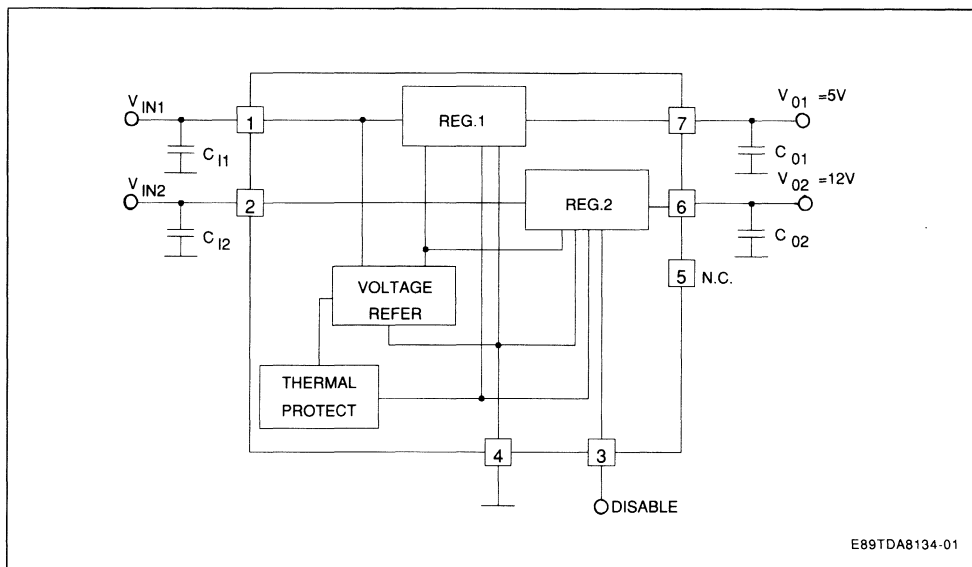 V IN1
1
REG.1
7
V 01 =5V
C I1
C 01
V IN2
2
REG.2
6
V 02 =12V
C I2
C 02
5
N.C.
VOLTAGE
REFER
THERMAL
PROTECT
4
3
DISABLE
E89TDA8134-01